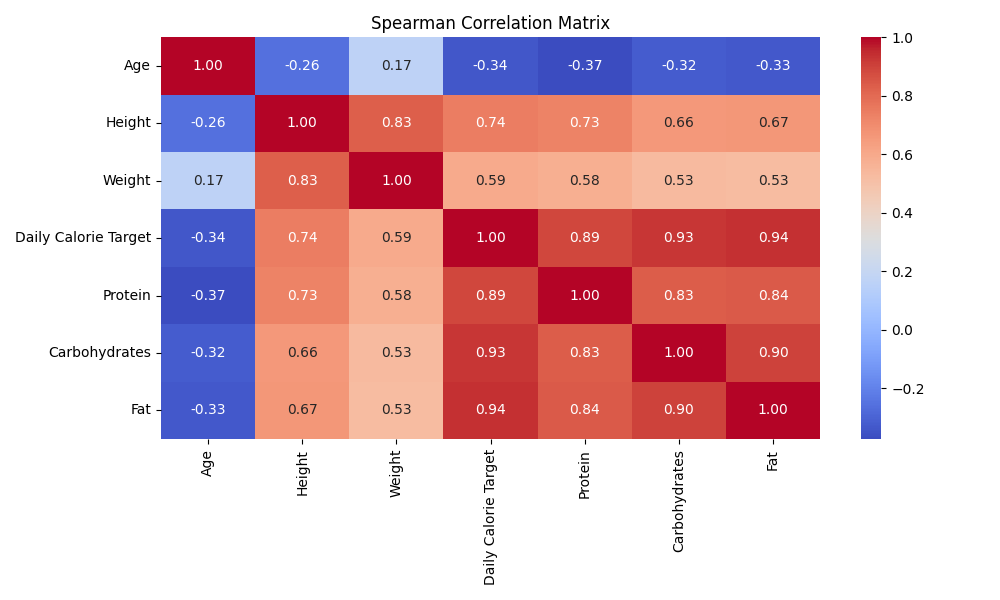 Spearman Correlation Matrix
Age 1.00 -0.26 0.17 -0.34 -0.37 -0.32 -0.33
Height -0.26 1.00 0.83 0.74 0.73 0.66 0.67
Weight 0.17 0.83 1.00 0.59 0.58 0.53 0.53
Daily Calorie Target -0.34 0.74 0.59 1.00 0.89 0.93 0.94
Protein -0.37 0.73 0.58 0.89 1.00 0.83 0.84
Carbohydrates -0.32 0.66 0.53 0.93 0.83 1.00 0.90
Fat -0.33 0.67 0.53 0.94 0.84 0.90 1.00
Age
Height
Weight
Daily Calorie Target
Protein
Carbohydrates
Fat
1.0
0.8
0.6
0.4
0.2
0.0
−0.2